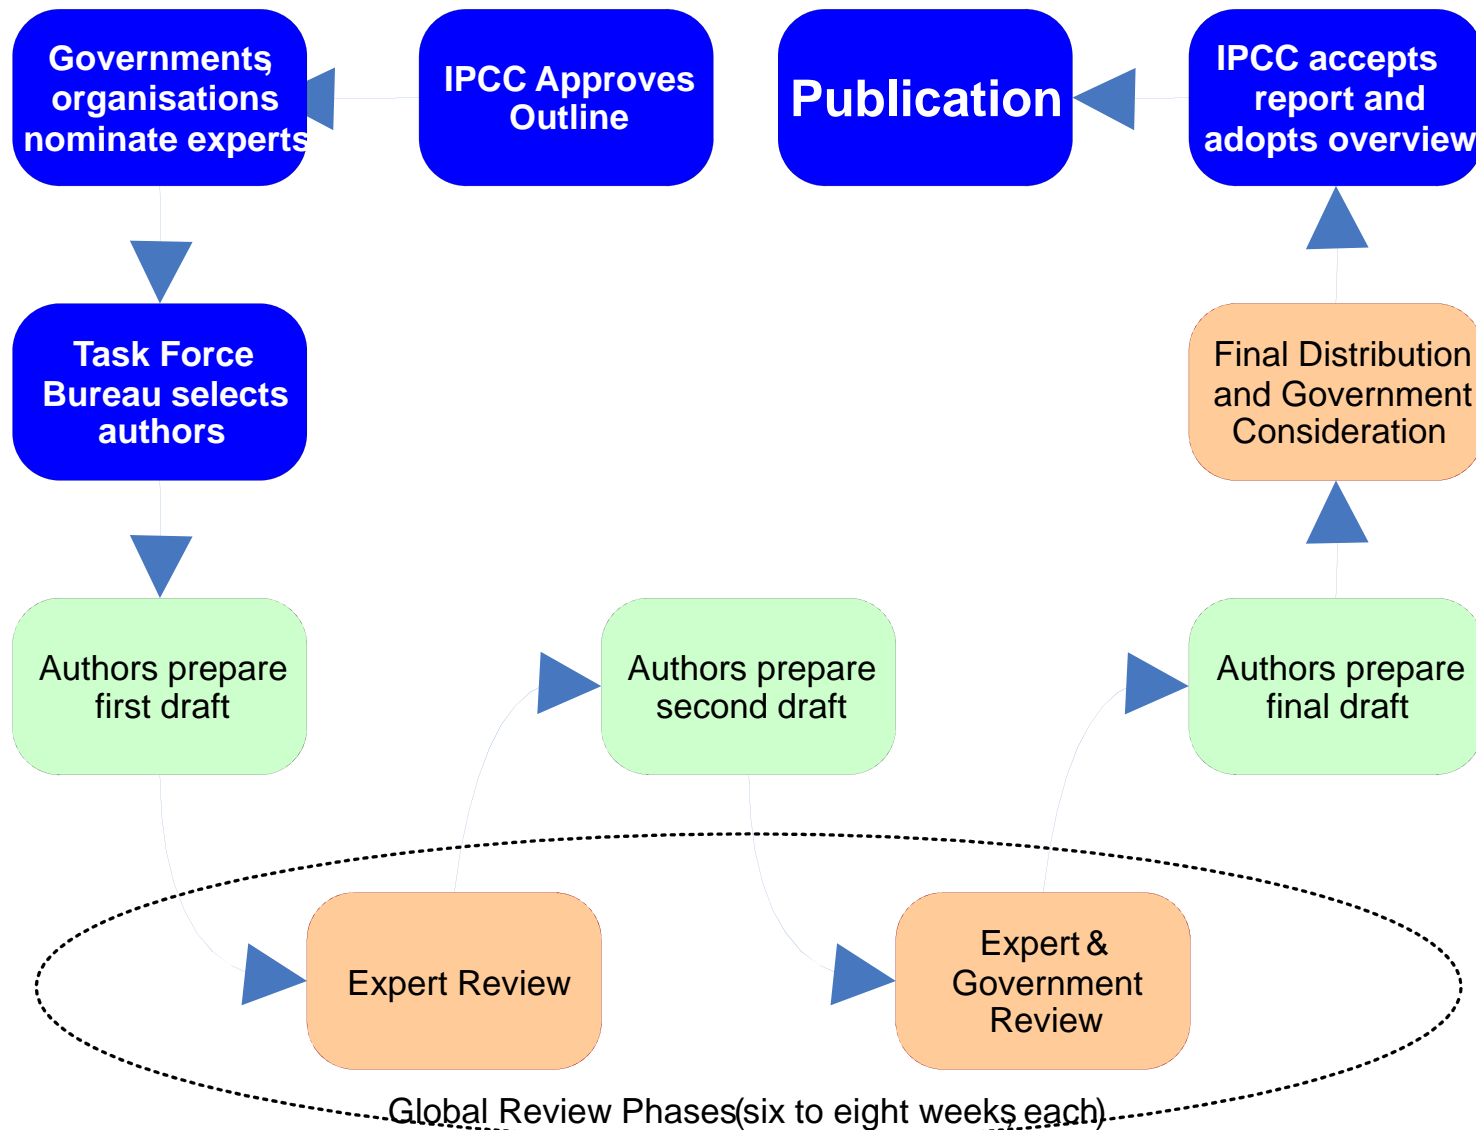 Governments,
organisations
nominate experts
IPCC Approves
Outline
Publication
IPCC accepts
report and
adopts overview
Task Force
Bureau selects
authors
Final Distribution
and Government
Consideration
Authors prepare
first draft
Authors prepare
second draft
Authors prepare
final draft
Expert Review
Expert &
Government
Review
Global Review Phases(six to eight weeks, each)